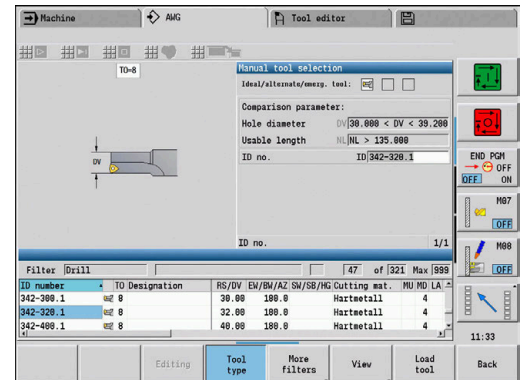 Machine
AWG
Tool editor
TO=8
DV
Manual tool selection
Ideal/alternate/emerg. tool:
Comparison parameter:
Hole diameter DV 30.000 < DV < 39.200
Usable length NL NL > 135.000
ID no. ID 342-320.1
ID no. 1/1
END PGM
OFF
OFF ON
M07
OFF
M08
OFF
11:33
Filter Drill 47 of 321 Max 999
ID number TO Designation RS/DV EW/BW/AZ SW/SB/HG Cutting mat. MU MD LA
342-300.1 8 30.00 180.0 Hartmetall 4
342-320.1 8 32.00 180.0 Hartmetall 4
342-400.1 8 40.00 180.0 Hartmetall 4
Editing
Tool type
More filters
View
Load tool
Back